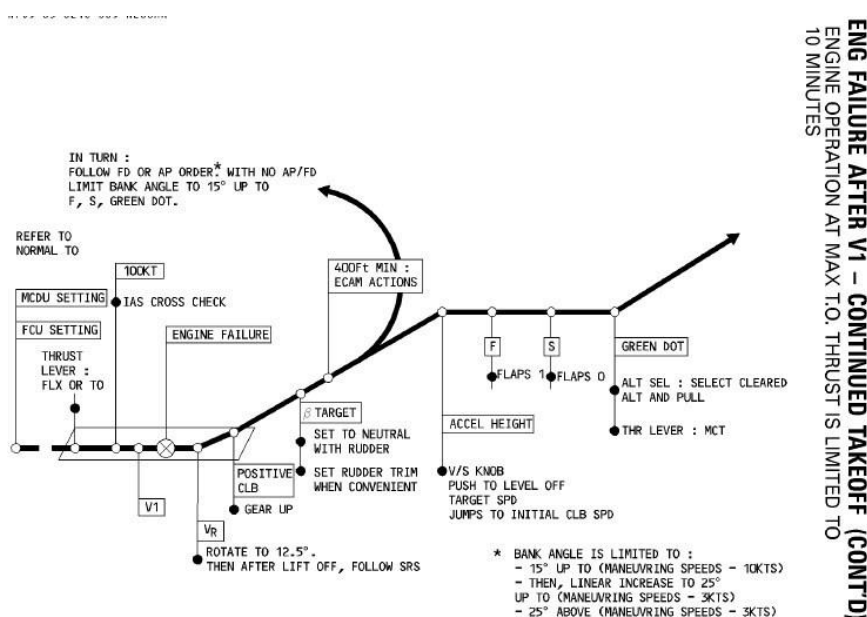 ENG FAILURE AFTER V1 – CONTINUED TAKEOFF (CONT'D)
ENGINE OPERATION AT MAX T.O. THRUST IS LIMITED TO
10 MINUTES
IN TURN :
FOLLOW FD OR AP ORDER.* WITH NO AP/FD
LIMIT BANK ANGLE TO 15° UP TO
F, S, GREEN DOT.
REFER TO
NORMAL TO
MCDU SETTING
FCU SETTING
THRUST
LEVER :
FLX OR TO
100KT
IAS CROSS CHECK
ENGINE FAILURE
V1
VR
ROTATE TO 12.5°.
THEN AFTER LIFT OFF, FOLLOW SRS
POSITIVE
CLB
GEAR UP
β TARGET
SET TO NEUTRAL
WITH RUDDER
SET RUDDER TRIM
WHEN CONVENIENT
400Ft MIN :
ECAM ACTIONS
ACCEL HEIGHT
V/S KNOB
PUSH TO LEVEL OFF
TARGET SPD
JUMPS TO INITIAL CLB SPD
F
FLAPS 1
S
FLAPS 0
GREEN DOT
ALT SEL : SELECT CLEARED
ALT AND PULL
THR LEVER : MCT
* BANK ANGLE IS LIMITED TO :
- 15° UP TO (MANEUVRING SPEEDS - 10KTS)
- THEN, LINEAR INCREASE TO 25°
UP TO (MANEUVRING SPEEDS - 3KTS)
- 25° ABOVE (MANEUVRING SPEEDS - 3KTS)